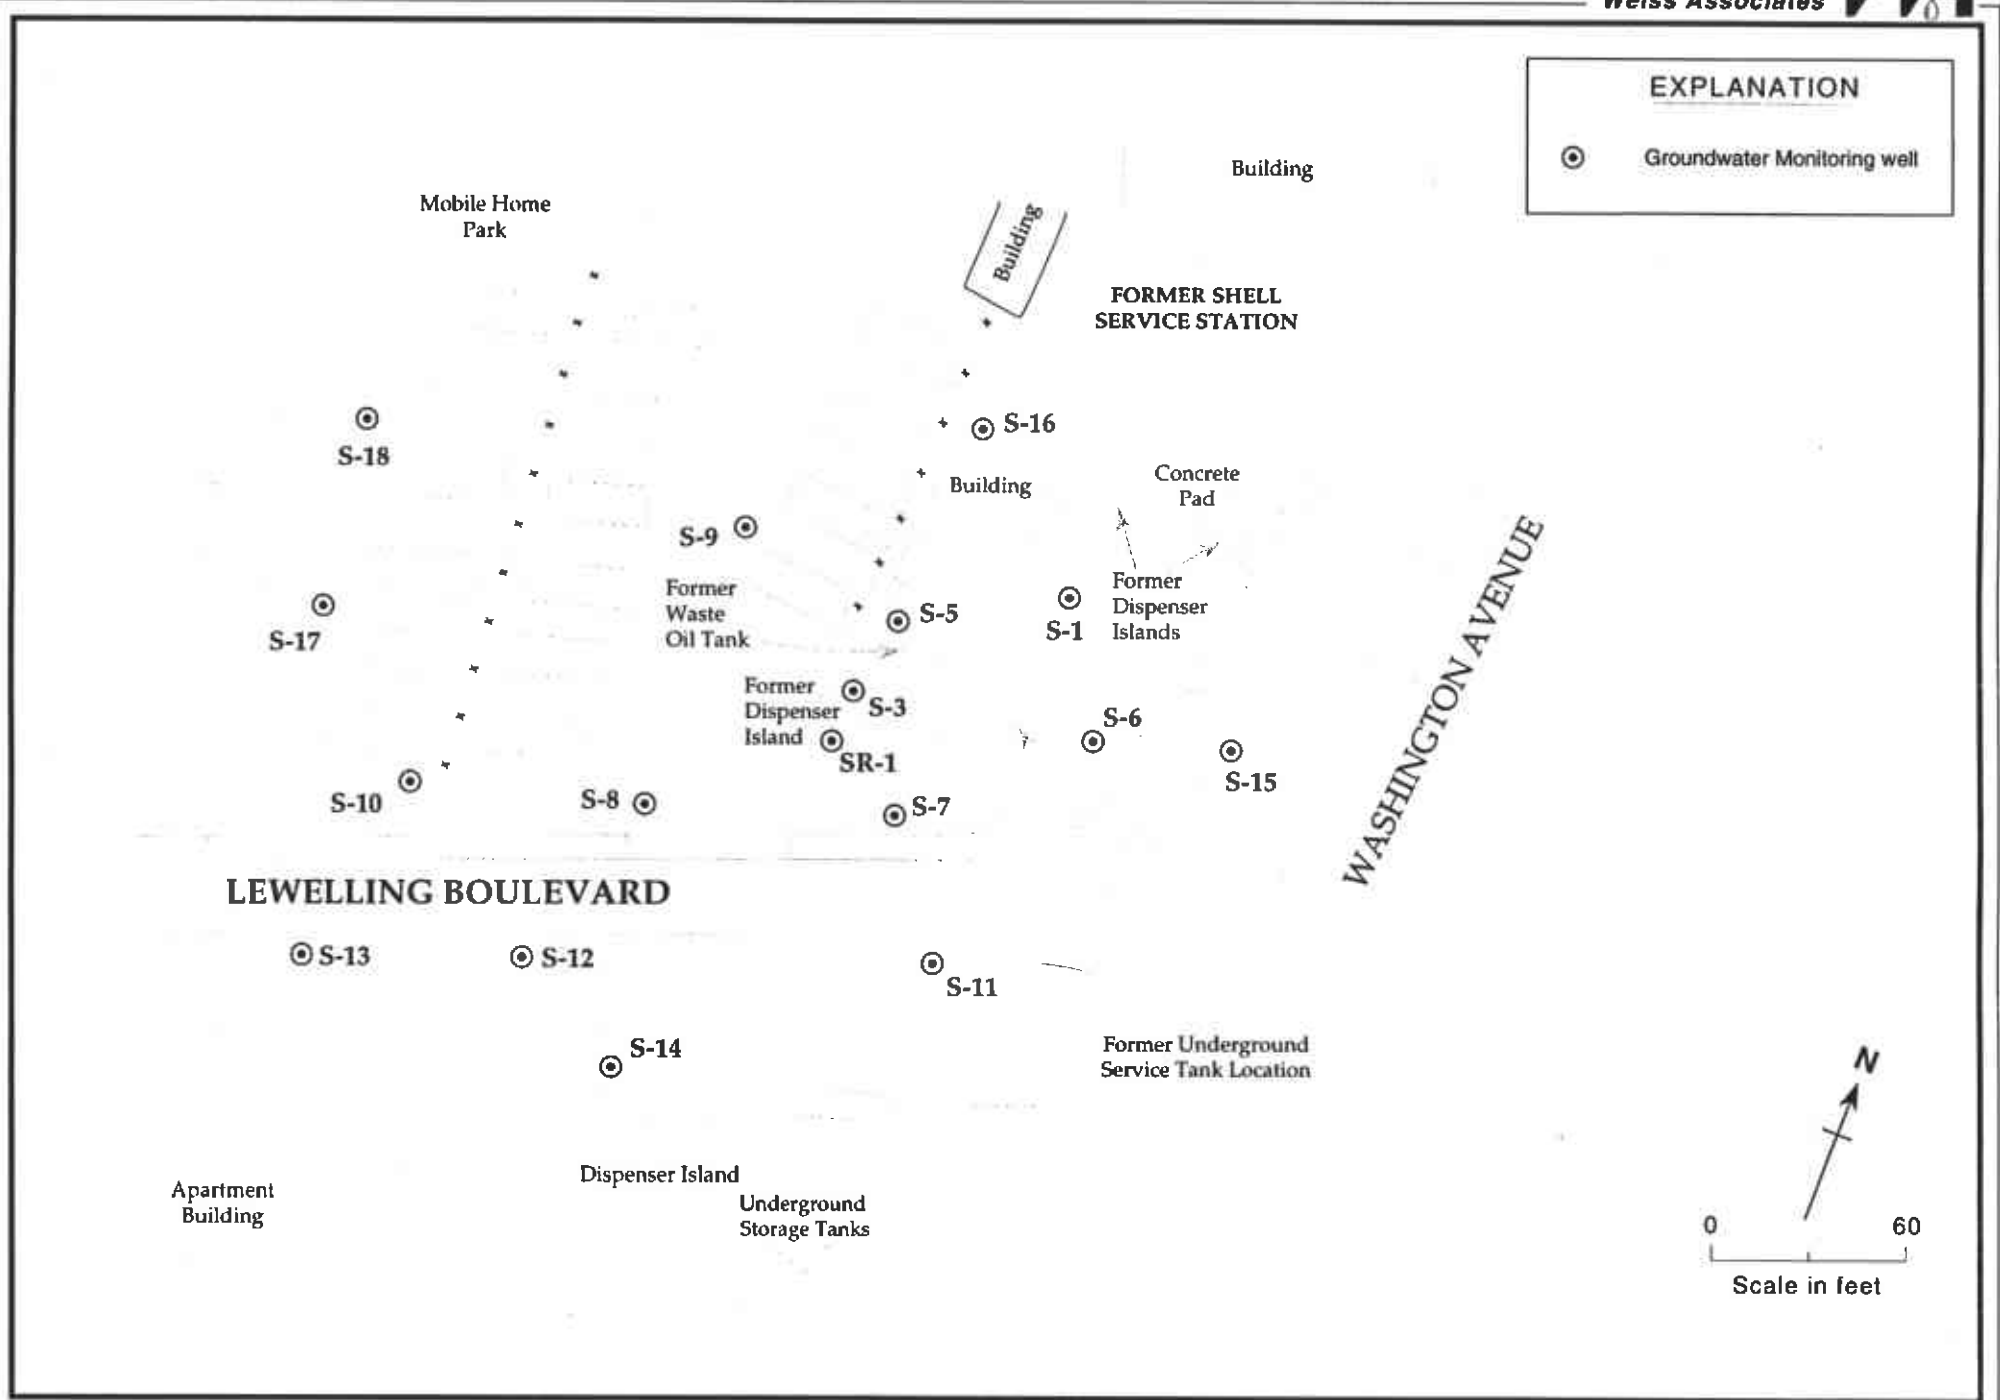 Weiss Associates
EXPLANATION
Groundwater Monitoring well
Building
Mobile Home
Park
Building
FORMER SHELL
SERVICE STATION
S-18
S-16
Building
Concrete
Pad
S-9
WASHINGTON AVENUE
Former
Waste
Oil Tank
S-5
S-1
Former
Dispenser
Islands
S-17
Former
Dispenser
Island
S-3
SR-1
S-6
S-15
S-10
S-8
S-7
LEWELLING BOULEVARD
S-13
S-12
S-11
S-14
Former Underground
Service Tank Location
N
Dispenser Island
Underground
Storage Tanks
Apartment
Building
0 60
Scale in feet